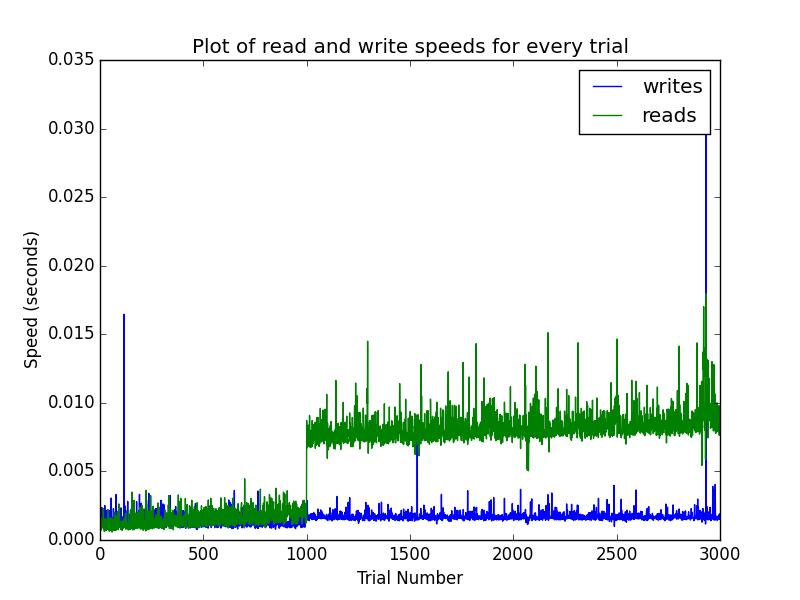 Plot of read and write speeds for every trial
writes
reads
Speed (seconds)
0.035
0.030
0.025
0.020
0.015
0.010
0.005
0.000
0 500 1000 1500 2000 2500 3000
Trial Number